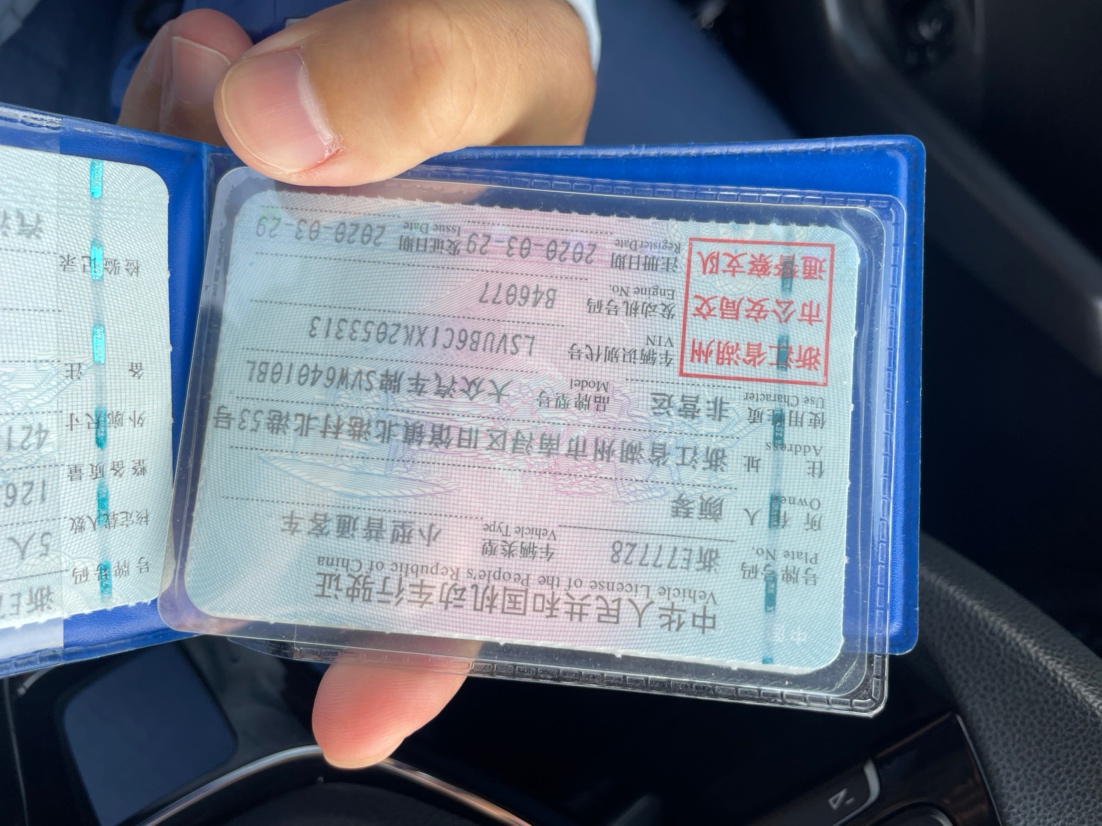 中华人民共和国机动车行驶证
Vehicle License of the People's Republic of China
号牌号码 浙E777Z8 车辆类型 小型普通客车
Plate No. Vehicle Type
所有人 颜琴
Owner
住址 浙江省湖州市南浔区旧馆镇北港村北港53号
Address
使用性质 非营运 品牌型号 大众汽车牌SVW64010BL
Use Character Model
浙江省湖州
市公安局交
通警察支队
车辆识别代号 LSVUB6C1XK2053313
VIN
发动机号码 B46077
Engine No.
注册日期 2020-03-29 发证日期 2020-03-29
Register Date Issue Date
号牌号码 浙E
核定载人数 5人
整备质量 126
外廓尺寸 421
备注
检验记录